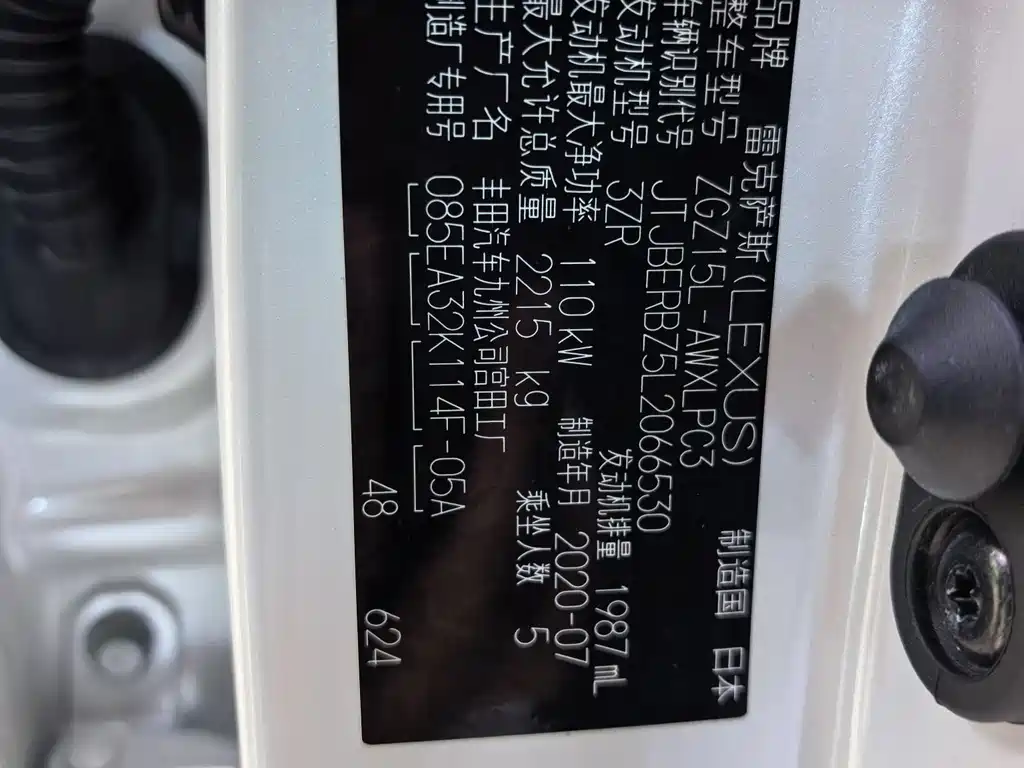 品牌 雷克萨斯(LEXUS) 制造国 日本
整车型号 ZGZ15L-AWXLPC3
车辆识别代号 JTJBERBZ5L2066530
发动机型号 3ZR 发动机排量 1987 mL
发动机最大净功率 110kW 制造年月 2020-07
最大允许总质量 2215 kg 乘坐人数 5
生产厂名 丰田汽车九州公司宫田工厂
制造厂专用号 085EA32K114F-05A
48 624